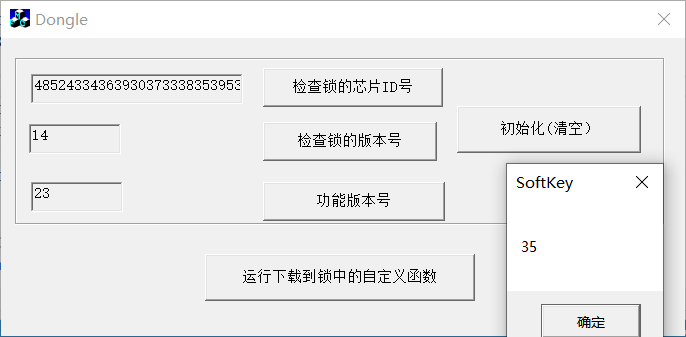 Dongle
48524334363930373338353953
检查锁的芯片ID号
14
检查锁的版本号
初始化(清空)
23
功能版本号
SoftKey
35
运行下载到锁中的自定义函数
确定